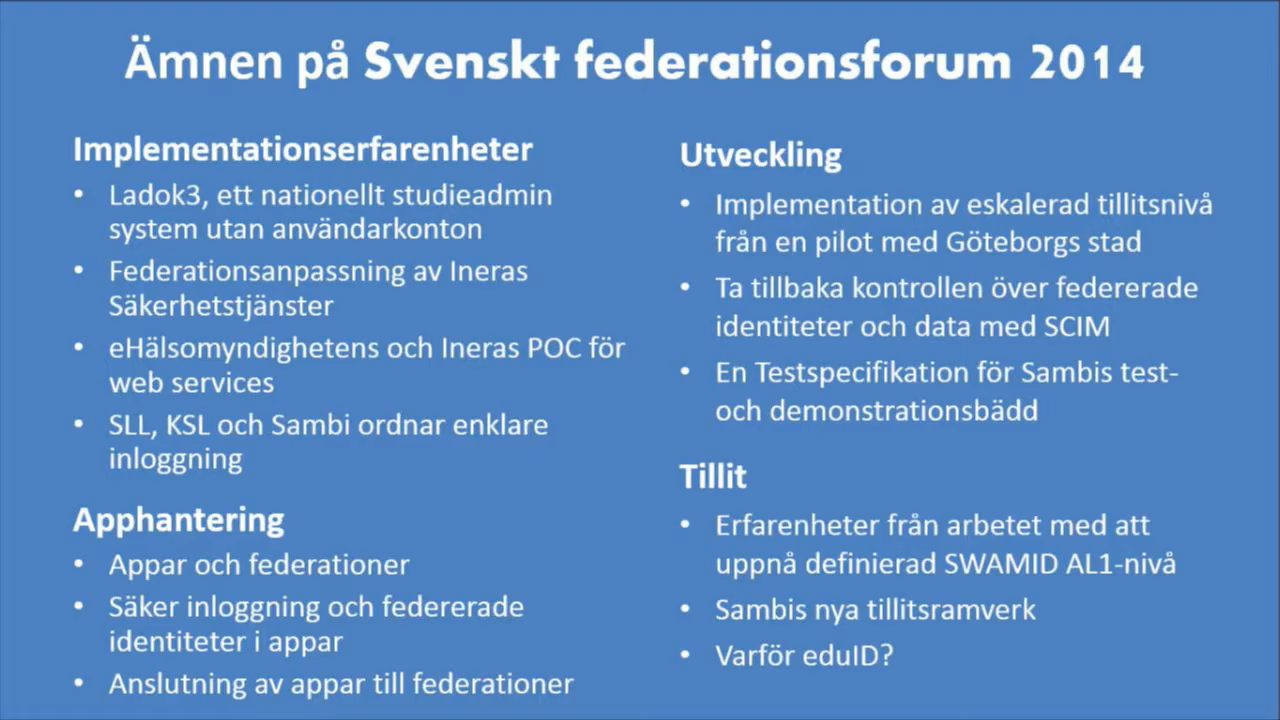 Ämnen på Svenskt federationsforum 2014
Implementationserfarenheter
• Ladok3, ett nationellt studieadmin
system utan användarkonton
• Federationsanpassning av Ineras
Säkerhetstjänster
• eHälsomyndighetens och Ineras POC för
web services
• SLL, KSL och Sambi ordnar enklare
inloggning
Apphantering
• Appar och federationer
• Säker inloggning och federerade
identiteter i appar
• Anslutning av appar till federationer
Utveckling
• Implementation av eskalerad tillitsnivå
från en pilot med Göteborgs stad
• Ta tillbaka kontrollen över federerade
identiteter och data med SCIM
• En Testspecifikation för Sambis test-
och demonstrationsbädd
Tillit
• Erfarenheter från arbetet med att
uppnå definierad SWAMID AL1-nivå
• Sambis nya tillitsramverk
• Varför eduID?